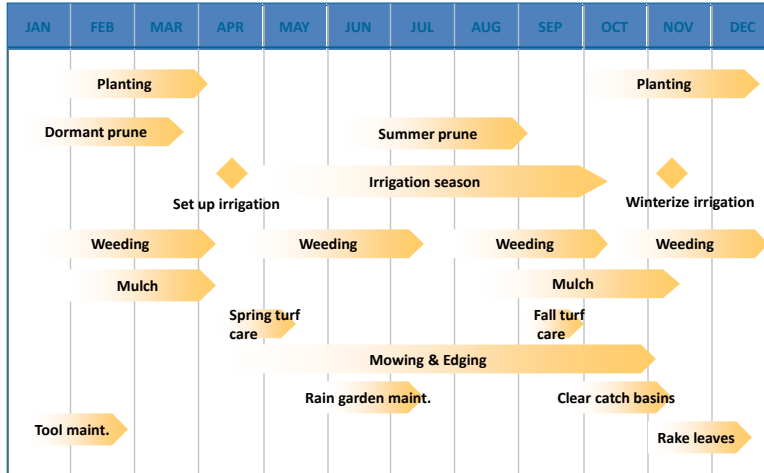 JAN FEB MAR APR MAY JUN JUL AUG SEP OCT NOV DEC
Planting Planting
Dormant prune Summer prune
Irrigation season
Set up irrigation Winterize irrigation
Weeding Weeding Weeding Weeding
Mulch Mulch
Spring turf Fall turf
care care
Mowing & Edging
Rain garden maint. Clear catch basins
Tool maint. Rake leaves